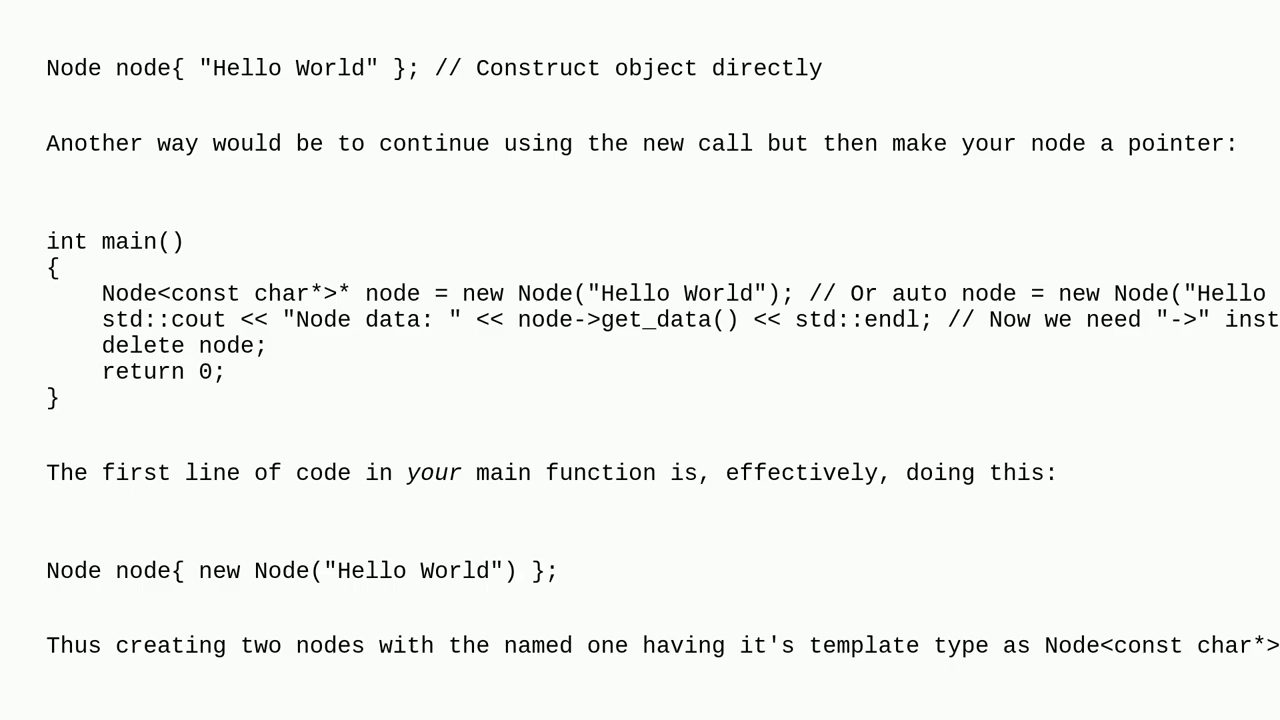 Node node{ "Hello World" }; // Construct object directly
Another way would be to continue using the new call but then make your node a pointer:
int main()
{
    Node<const char*>* node = new Node("Hello World"); // Or auto node = new Node("Hello
    std::cout << "Node data: " << node->get_data() << std::endl; // Now we need "->" inst
    delete node;
    return 0;
}
The first line of code in your main function is, effectively, doing this:
Node node{ new Node("Hello World") };
Thus creating two nodes with the named one having it's template type as Node<const char*>